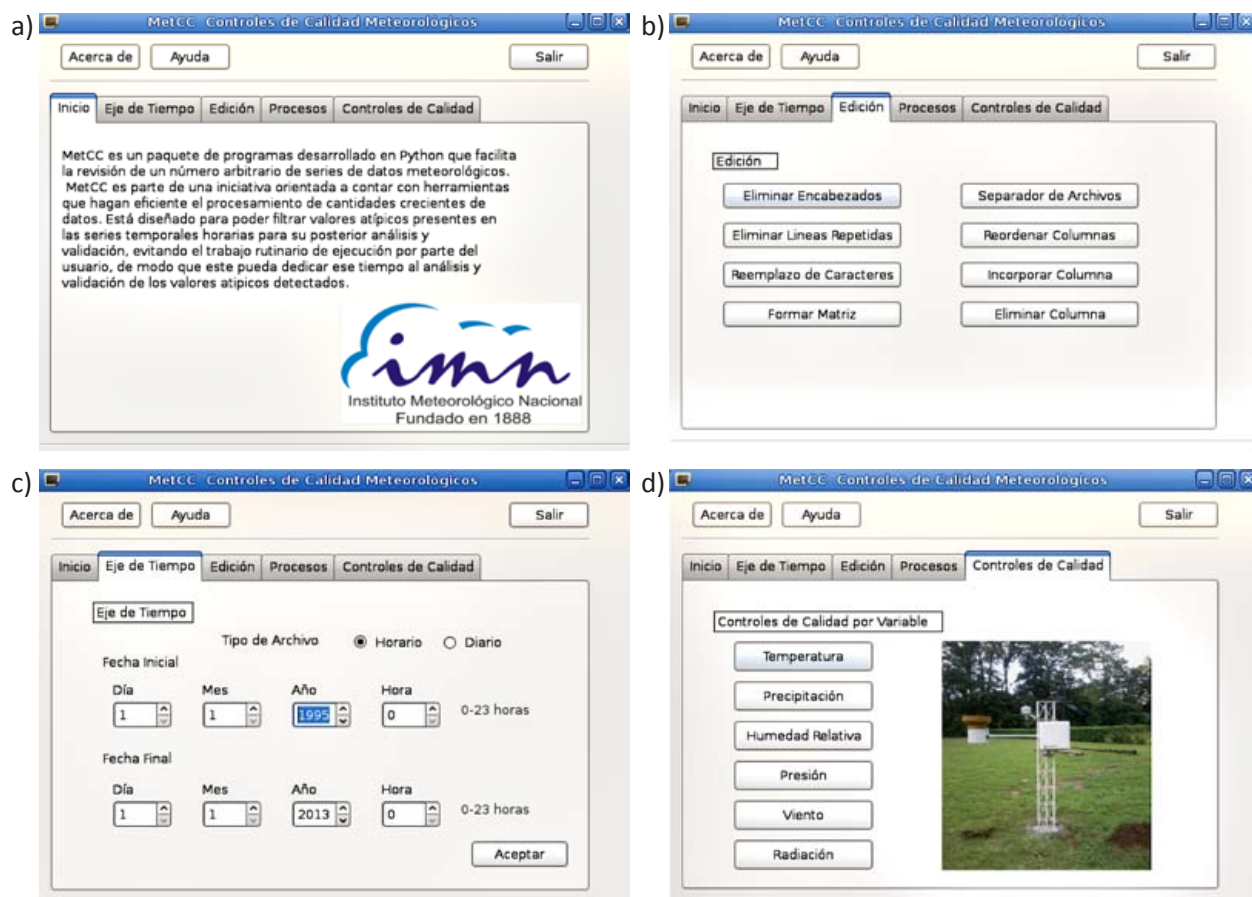 a)
MetCC Controles de Calidad Meteorológicos
Acerca de Ayuda Salir
Inicio Eje de Tiempo Edición Procesos Controles de Calidad
MetCC es un paquete de programas desarrollado en Python que facilita
la revisión de un número arbitrario de series de datos meteorológicos.
MetCC es parte de una iniciativa orientada a contar con herramientas
que hagan eficiente el procesamiento de cantidades crecientes de
datos. Está diseñado para poder filtrar valores atípicos presentes en
las series temporales horarias para su posterior análisis y
validación, evitando el trabajo rutinario de ejecución por parte del
usuario, de modo que este pueda dedicar ese tiempo al análisis y
validación de los valores atipicos detectados.
imn
Instituto Meteorológico Nacional
Fundado en 1888
b)
MetCC Controles de Calidad Meteorológicos
Acerca de Ayuda Salir
Inicio Eje de Tiempo Edición Procesos Controles de Calidad
Edición
Eliminar Encabezados Separador de Archivos
Eliminar Lineas Repetidas Reordenar Columnas
Reemplazo de Caracteres Incorporar Columna
Formar Matriz Eliminar Columna
c)
MetCC Controles de Calidad Meteorológicos
Acerca de Ayuda Salir
Inicio Eje de Tiempo Edición Procesos Controles de Calidad
Eje de Tiempo
Tipo de Archivo Horario Diario
Fecha Inicial
Día Mes Año Hora
1 1 1995 0 0-23 horas
Fecha Final
Día Mes Año Hora
1 1 2013 0 0-23 horas
Aceptar
d)
MetCC Controles de Calidad Meteorológicos
Acerca de Ayuda Salir
Inicio Eje de Tiempo Edición Procesos Controles de Calidad
Controles de Calidad por Variable
Temperatura
Precipitación
Humedad Relativa
Presión
Viento
Radiación